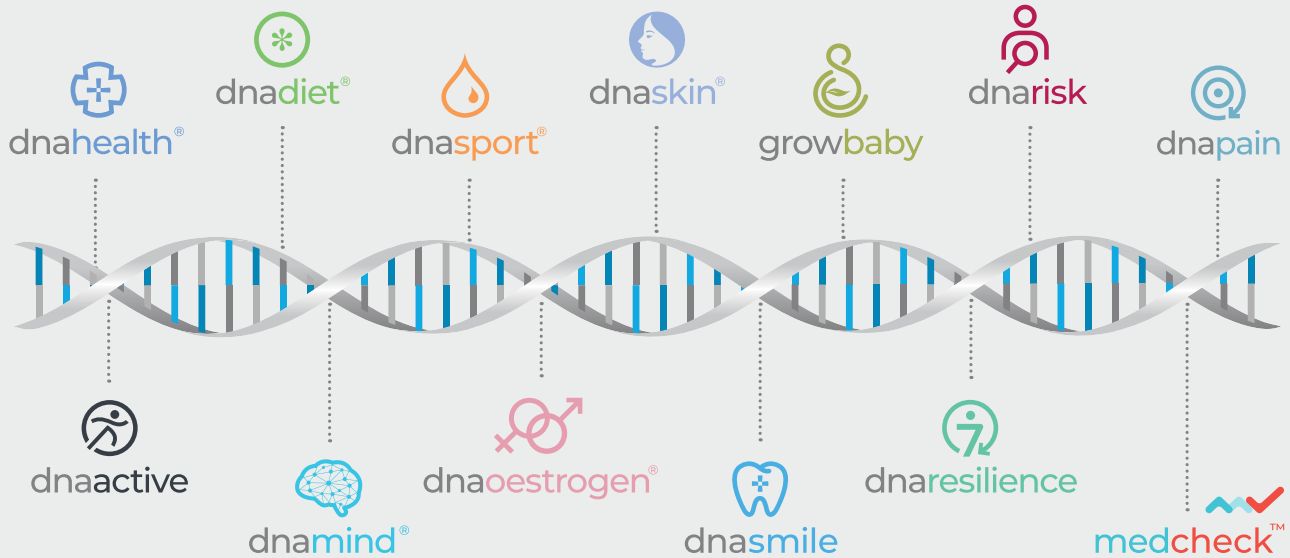 dnahealth®
dnadiet®
dnasport®
dnaskin®
growbaby
dnarisk
dnapain
dnaactive
dnamind®
dnaoestrogen®
dnasmile
dnaresilience
medcheck™